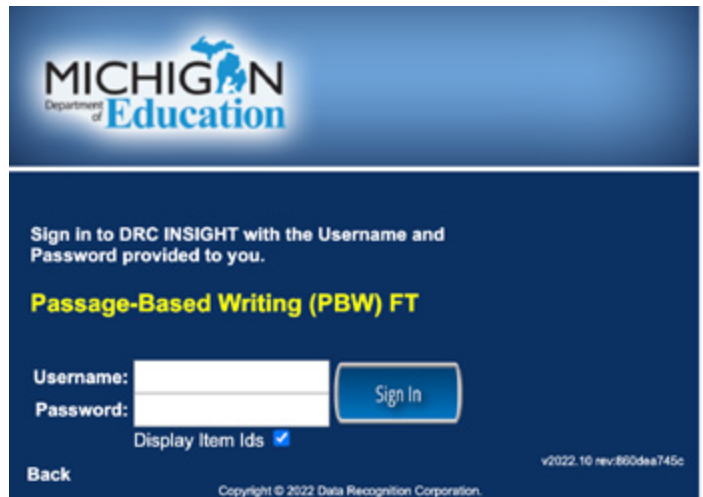 MICHIGAN
Department of Education
Sign in to DRC INSIGHT with the Username and
Password provided to you.
Passage-Based Writing (PBW) FT
Username:
Sign In
Password:
Display Item Ids
v2022.10 rev:860dea745c
Back
Copyright © 2022 Data Recognition Corporation.